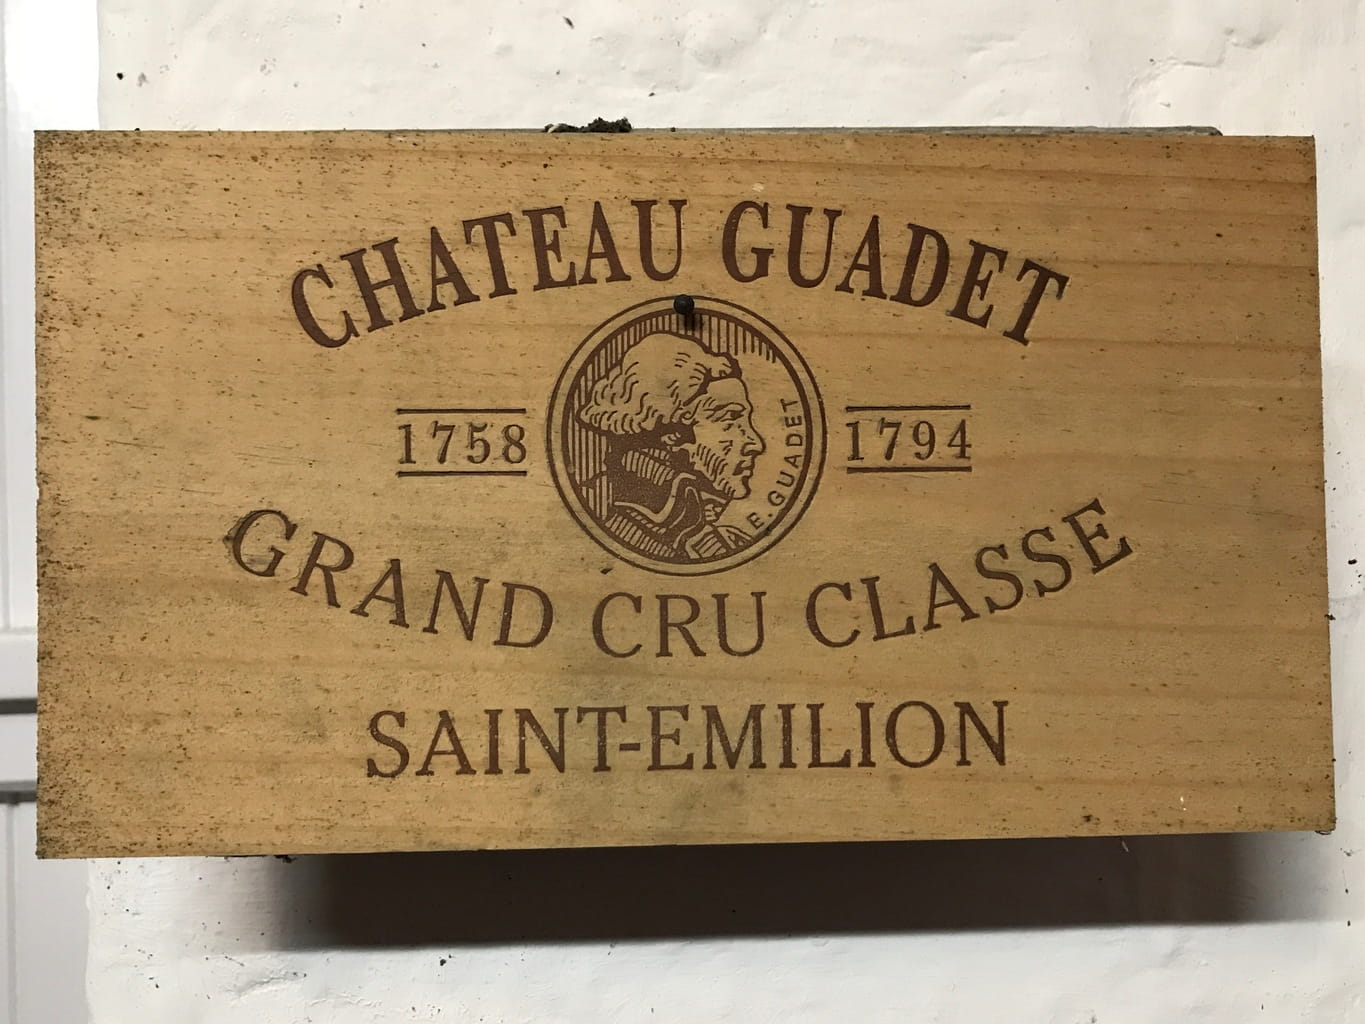 CHATEAU GUADET
1758
E. GUADET
1794
GRAND CRU CLASSE
SAINT-EMILION